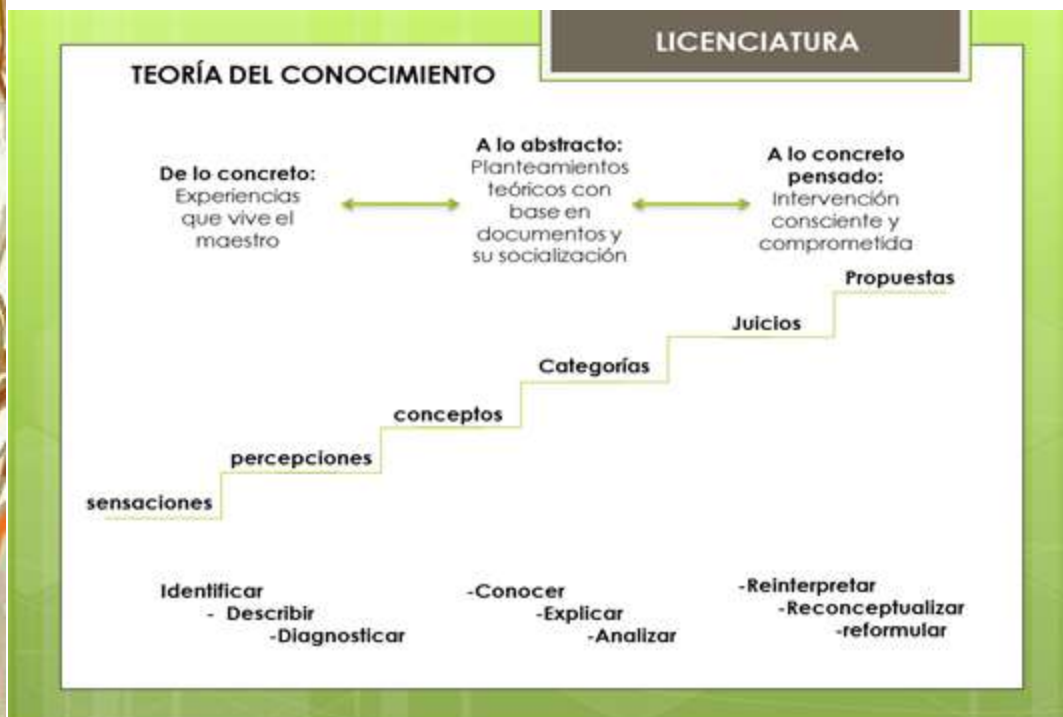 LICENCIATURA
TEORÍA DEL CONOCIMIENTO
De lo concreto:
Experiencias
que vive el
maestro
A lo abstracto:
Planteamientos
teóricos con
base en
documentos y
su socialización
A lo concreto
pensado:
Intervención
consciente y
comprometida
Propuestas
Juicios
Categorías
conceptos
percepciones
sensaciones
Identificar
- Describir
-Diagnosticar
-Conocer
-Explicar
-Analizar
-Reinterpretar
-Reconceptualizar
-reformular